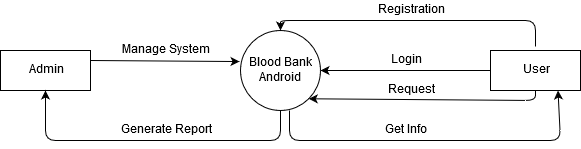 Registration
Manage System
Blood Bank
Android
Login
Admin
User
Request
Generate Report
Get Info